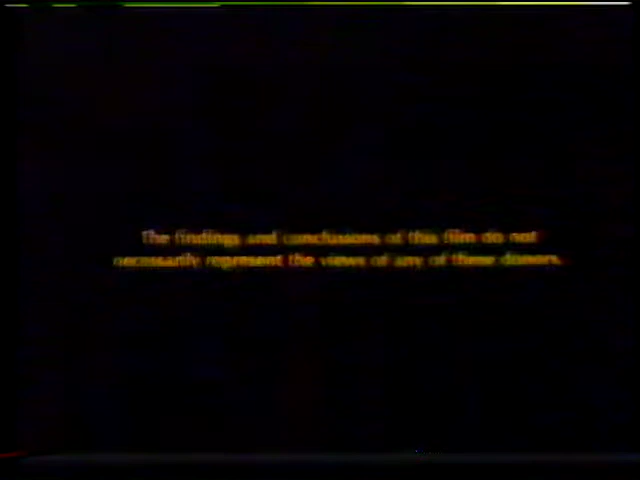 The findings and conclusions of this film do not
necessarily represent the views of any of these donors.